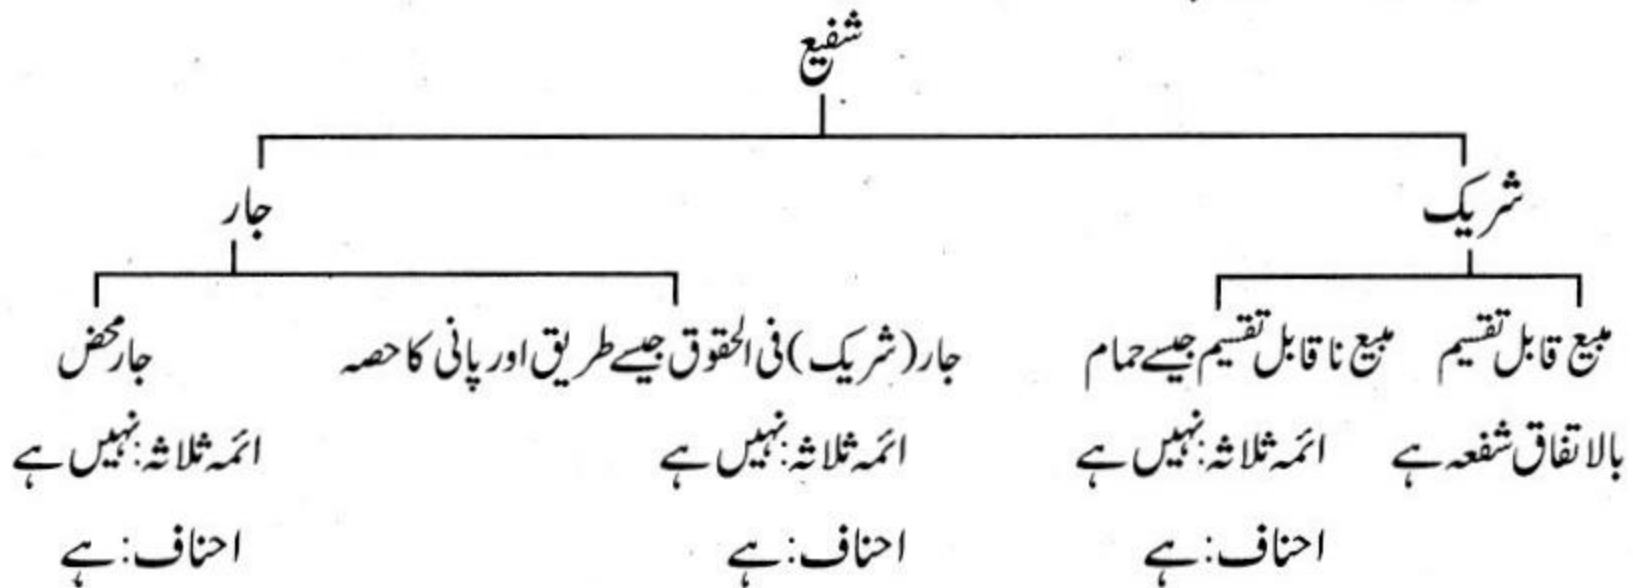 شفیع
شریک
جار
مبیع قابل تقسیم
مبیع ناقابل تقسیم جیسے حمام
جار (شریک) فی الحقوق جیسے طریق اور پانی کا حصہ
جار محض
بالاتفاق شفعہ ہے
ائمہ ثلاثہ: نہیں ہے
ائمہ ثلاثہ: نہیں ہے
ائمہ ثلاثہ: نہیں ہے
احناف: ہے
احناف: ہے
احناف: ہے